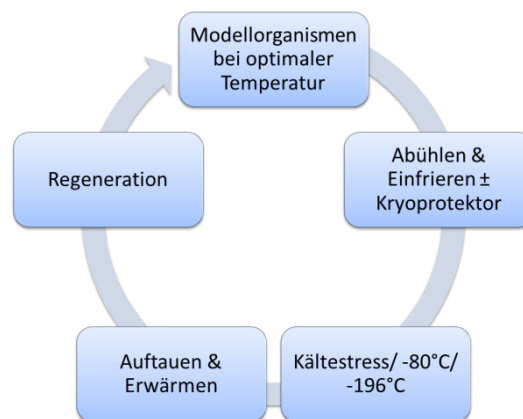 Modellorganismen
bei optimaler
Temperatur
Abühlen &
Einfrieren ±
Kryoprotektor
Kältestress/ -80°C/
-196°C
Auftauen &
Erwärmen
Regeneration